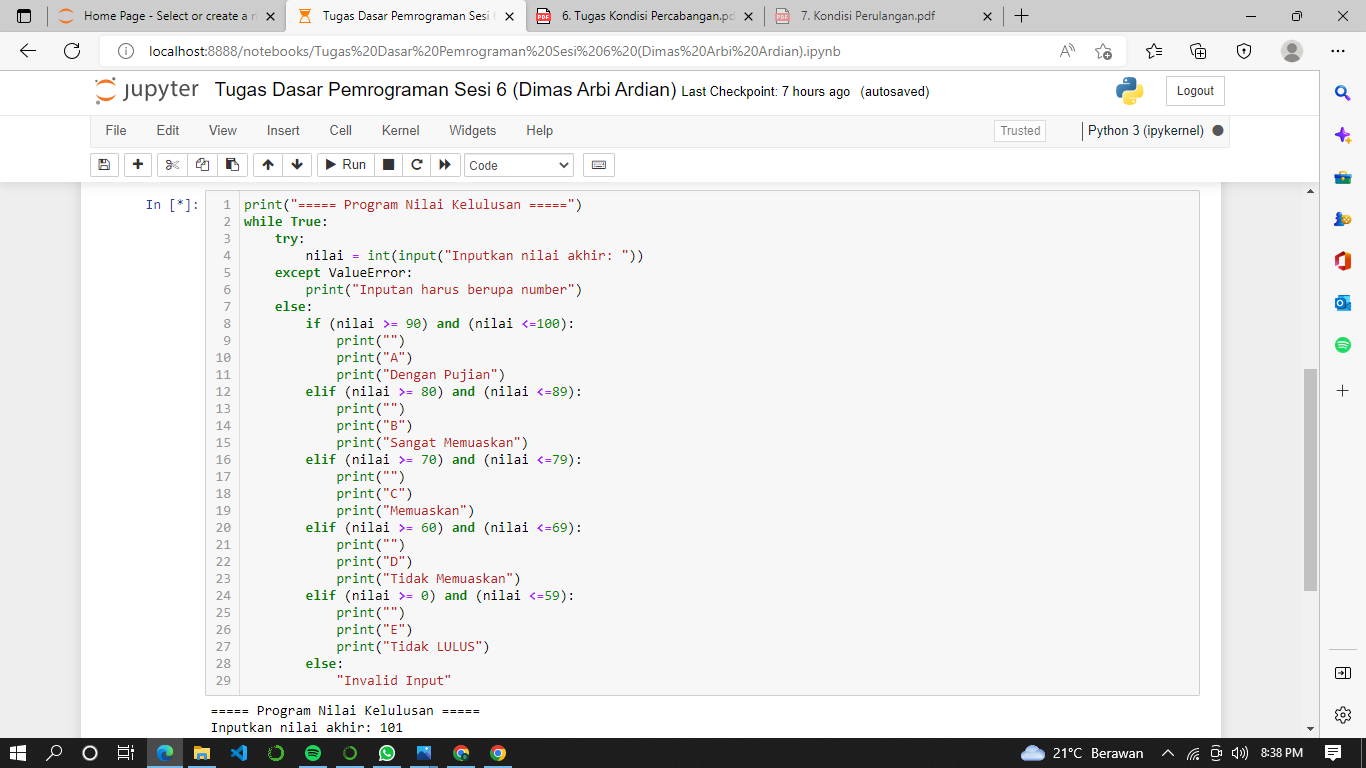 Home Page - Select or create a n
Tugas Dasar Pemrograman Sesi 6
6. Tugas Kondisi Percabangan.pd
7. Kondisi Perulangan.pdf
localhost:8888/notebooks/Tugas%20Dasar%20Pemrograman%20Sesi%206%20(Dimas%20Arbi%20Ardian).ipynb
jupyter Tugas Dasar Pemrograman Sesi 6 (Dimas Arbi Ardian) Last Checkpoint: 7 hours ago (autosaved)
Logout
File Edit View Insert Cell Kernel Widgets Help
Trusted
Python 3 (ipykernel)
Run
Code
In [*]:
1 print("===== Program Nilai Kelulusan =====")
2 while True:
3     try:
4         nilai = int(input("Inputkan nilai akhir: "))
5     except ValueError:
6         print("Inputan harus berupa number")
7     else:
8         if (nilai >= 90) and (nilai <=100):
9             print("")
10             print("A")
11             print("Dengan Pujian")
12         elif (nilai >= 80) and (nilai <=89):
13             print("")
14             print("B")
15             print("Sangat Memuaskan")
16         elif (nilai >= 70) and (nilai <=79):
17             print("")
18             print("C")
19             print("Memuaskan")
20         elif (nilai >= 60) and (nilai <=69):
21             print("")
22             print("D")
23             print("Tidak Memuaskan")
24         elif (nilai >= 0) and (nilai <=59):
25             print("")
26             print("E")
27             print("Tidak LULUS")
28         else:
29             "Invalid Input"
===== Program Nilai Kelulusan =====
Inputkan nilai akhir: 101
21°C Berawan
8:38 PM